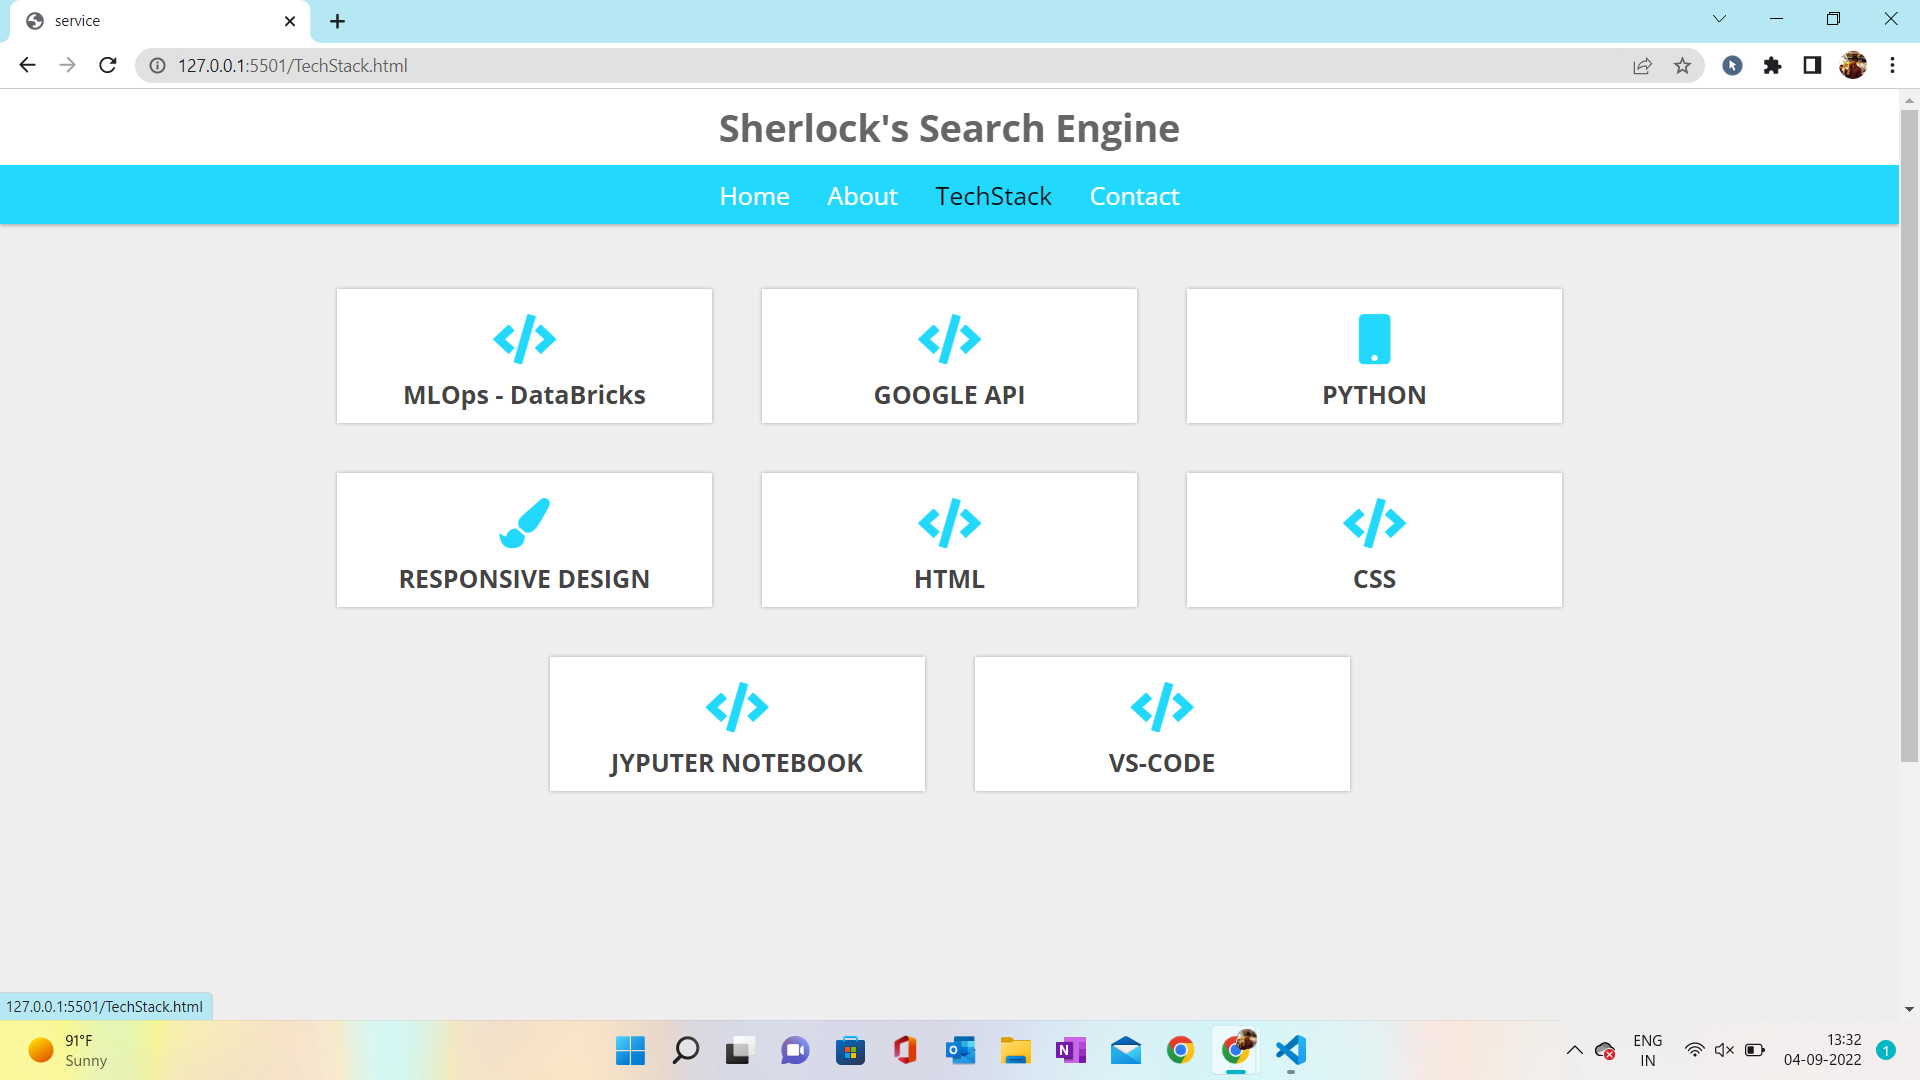 service
127.0.0.1:5501/TechStack.html
Sherlock's Search Engine
Home About TechStack Contact
MLOps - DataBricks
GOOGLE API
PYTHON
RESPONSIVE DESIGN
HTML
CSS
JYPUTER NOTEBOOK
VS-CODE
127.0.0.1:5501/TechStack.html
91°F
Sunny
ENG
IN
13:32
04-09-2022
1